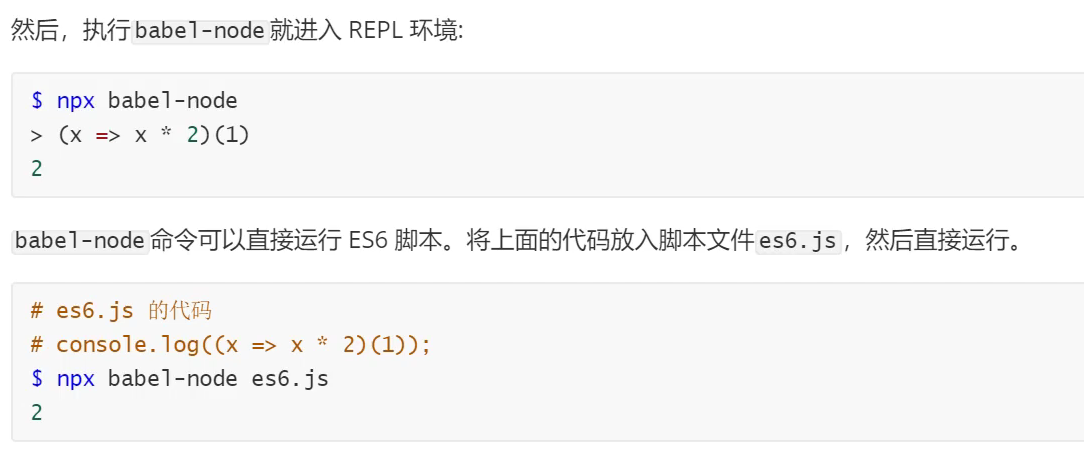 然后，执行babel-node就进入 REPL 环境:
$ npx babel-node
> (x => x * 2)(1)
2
babel-node命令可以直接运行 ES6 脚本。将上面的代码放入脚本文件es6.js，然后直接运行。
# es6.js 的代码
# console.log((x => x * 2)(1));
$ npx babel-node es6.js
2